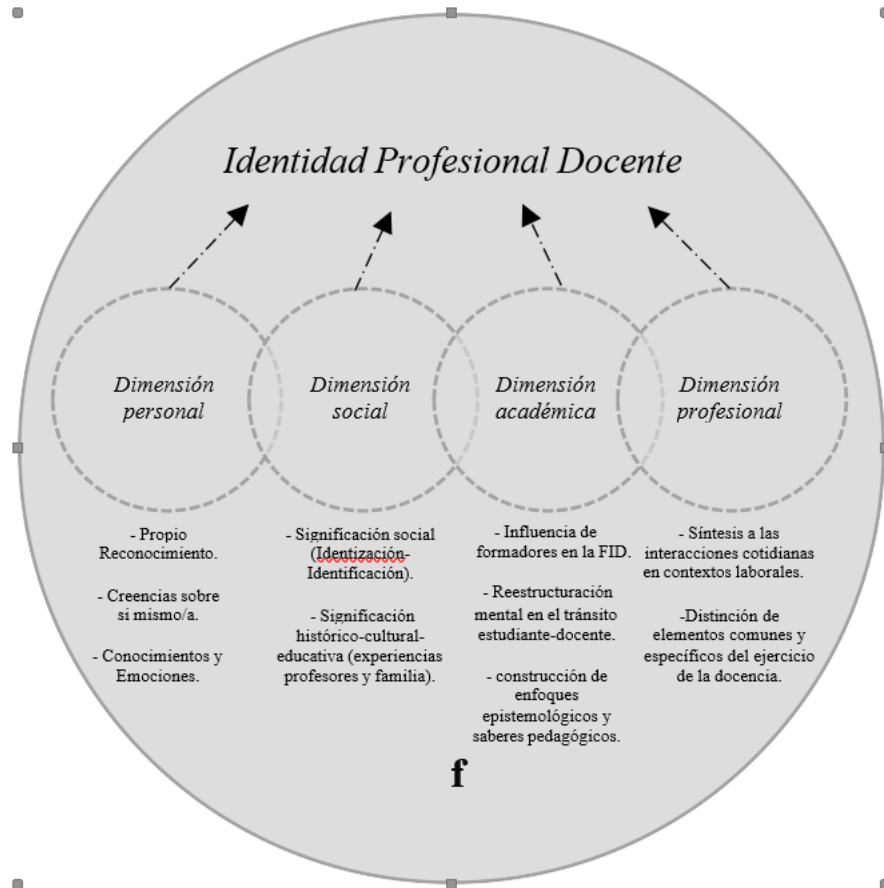 Identidad Profesional Docente
Dimensión
personal
Dimensión
social
Dimensión
académica
Dimensión
profesional
- Propio
Reconocimiento.
- Creencias sobre
si mismo/a.
- Conocimientos y
Emociones.
- Significación social
(Identización-
Identificación).
- Significación
histórico-cultural-
educativa (experiencias
profesores y familia).
- Influencia de
formadores en la FID.
- Reestructuración
mental en el tránsito
estudiante-docente.
- construcción de
enfoques
epistemológicos y
saberes pedagógicos.
- Síntesis a las
interacciones cotidianas
en contextos laborales.
-Distinción de
elementos comunes y
específicos del ejercicio
de la docencia.
f